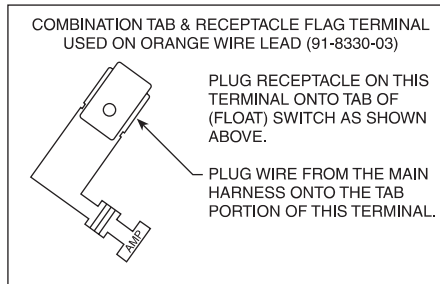 COMBINATION TAB & RECEPTACLE FLAG TERMINAL
USED ON ORANGE WIRE LEAD (91-8330-03)
PLUG RECEPTACLE ON THIS
TERMINAL ONTO TAB OF
(FLOAT) SWITCH AS SHOWN
ABOVE.
PLUG WIRE FROM THE MAIN
HARNESS ONTO THE TAB
PORTION OF THIS TERMINAL.
AMP